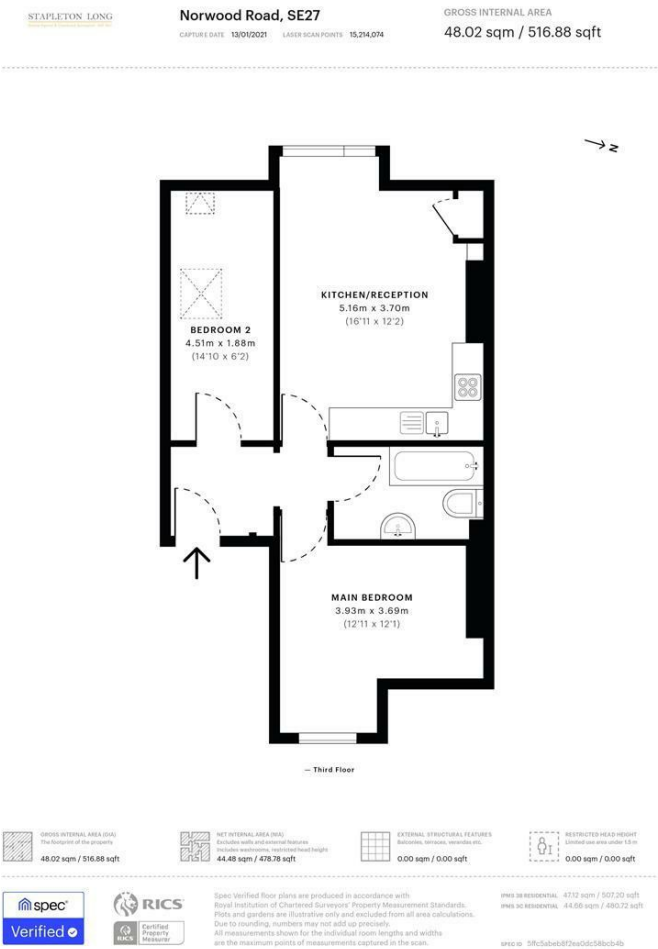 STAPLETON LONG
Norwood Road, SE27
CAPTURE DATE 13/01/2021 LASER SCAN POINTS 15,214,074
GROSS INTERNAL AREA
48.02 sqm / 516.88 sqft
N
KITCHEN/RECEPTION
5.16m x 3.70m
(16'11 x 12'2)
BEDROOM 2
4.51m x 1.88m
(14'10 x 6'2)
MAIN BEDROOM
3.93m x 3.69m
(12'11 x 12'1)
— Third Floor
GROSS INTERNAL AREA (GIA)
The footprint of the property
48.02 sqm / 516.88 sqft
NET INTERNAL AREA (NIA)
Excludes walls and external features
Includes washrooms, restricted head height
44.48 sqm / 478.78 sqft
EXTERNAL STRUCTURAL FEATURES
Balconies, terraces, verandas etc.
0.00 sqm / 0.00 sqft
RESTRICTED HEAD HEIGHT
Limited use area under 1.5 m
0.00 sqm / 0.00 sqft
spec
Verified
RICS
RICS
Certified
Property
Measurer
Spec Verified floor plans are produced in accordance with
Royal Institution of Chartered Surveyors' Property Measurement Standards.
Plots and gardens are illustrative only and excluded from all area calculations.
Due to rounding, numbers may not add up precisely.
All measurements shown for the individual room lengths and widths
are the maximum points of measurements captured in the scan.
IPMS 3B RESIDENTIAL 47.12 sqm / 507.20 sqft
IPMS 3C RESIDENTIAL 44.66 sqm / 480.72 sqft
SPEC ID